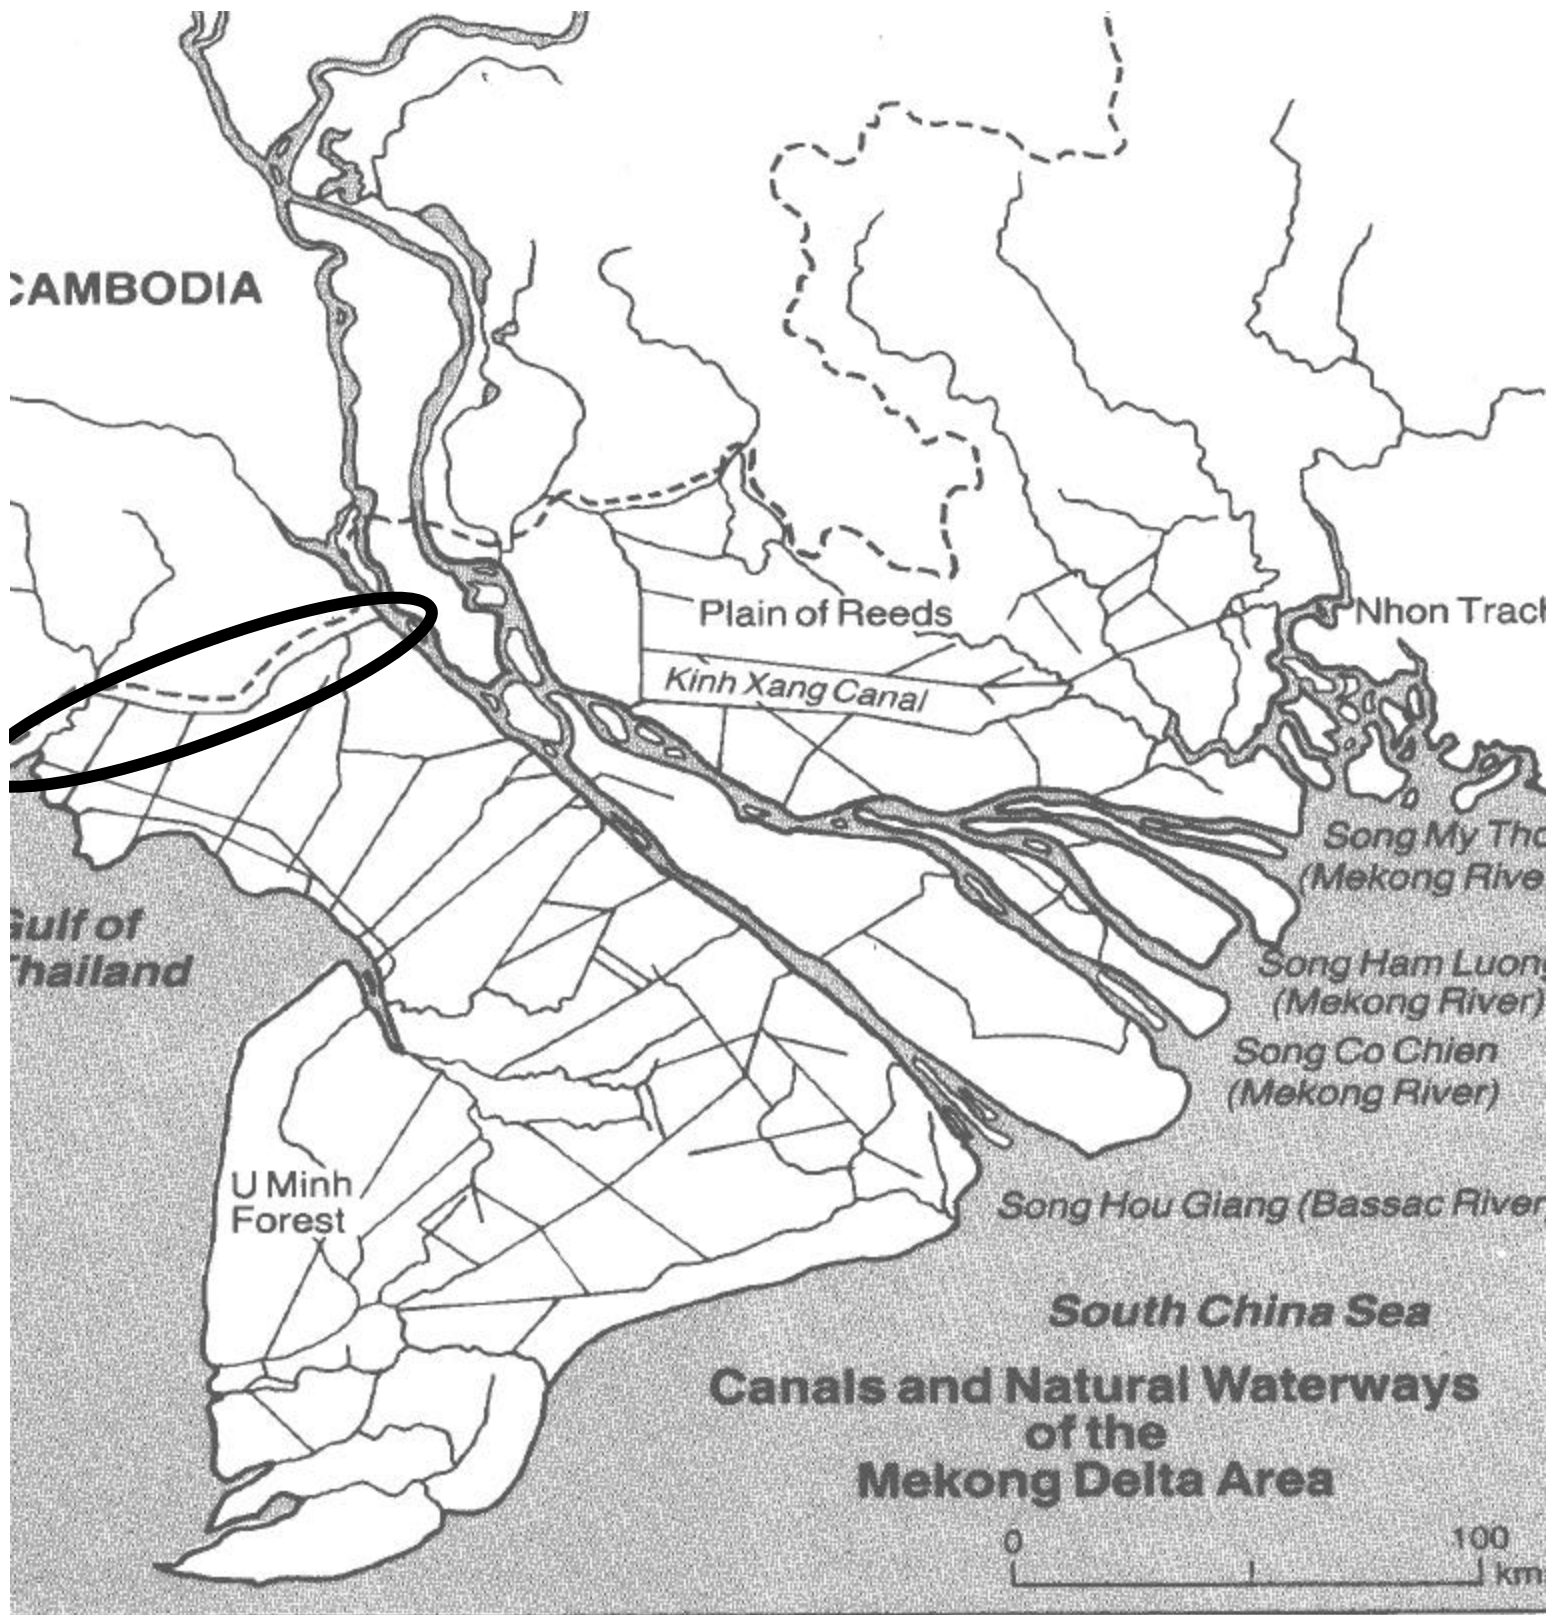 CAMBODIA
Plain of Reeds
Nhon Trach
Kinh Xang Canal
Song My Tho
(Mekong Rive
Gulf of
Thailand
Song Ham Luong
(Mekong River)
Song Co Chien
(Mekong River)
U Minh
Forest
Song Hou Giang (Bassac River)
South China Sea
Canals and Natural Waterways
of the
Mekong Delta Area
0 100
km